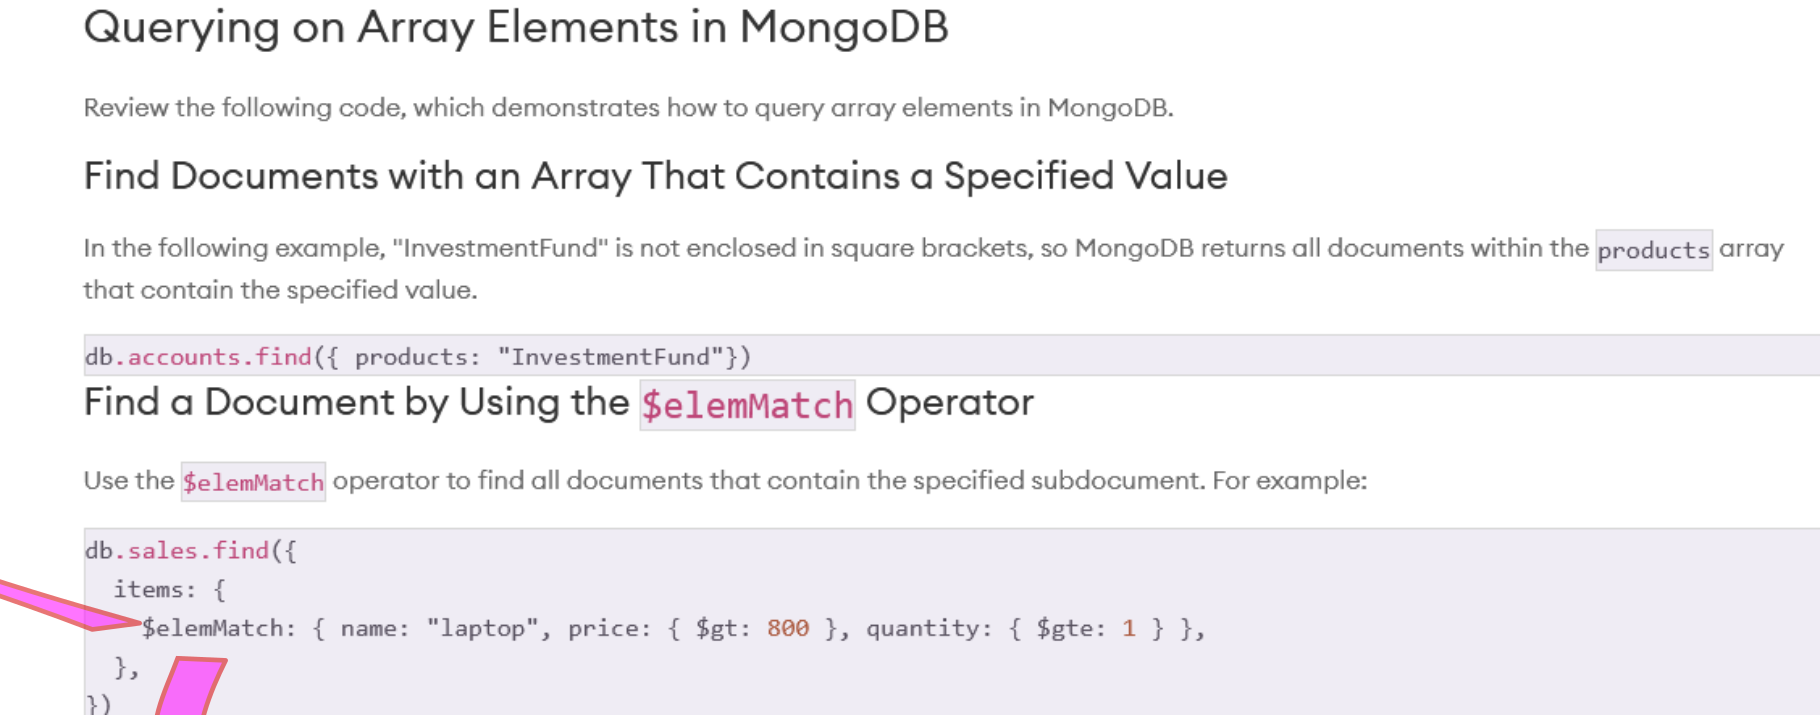 Querying on Array Elements in MongoDB
Review the following code, which demonstrates how to query array elements in MongoDB.
Find Documents with an Array That Contains a Specified Value
In the following example, "InvestmentFund" is not enclosed in square brackets, so MongoDB returns all documents within the products array
that contain the specified value.
db.accounts.find({ products: "InvestmentFund"})
Find a Document by Using the $elemMatch Operator
Use the $elemMatch operator to find all documents that contain the specified subdocument. For example:
db.sales.find({
  items: {
    $elemMatch: { name: "laptop", price: { $gt: 800 }, quantity: { $gte: 1 } },
  },
})